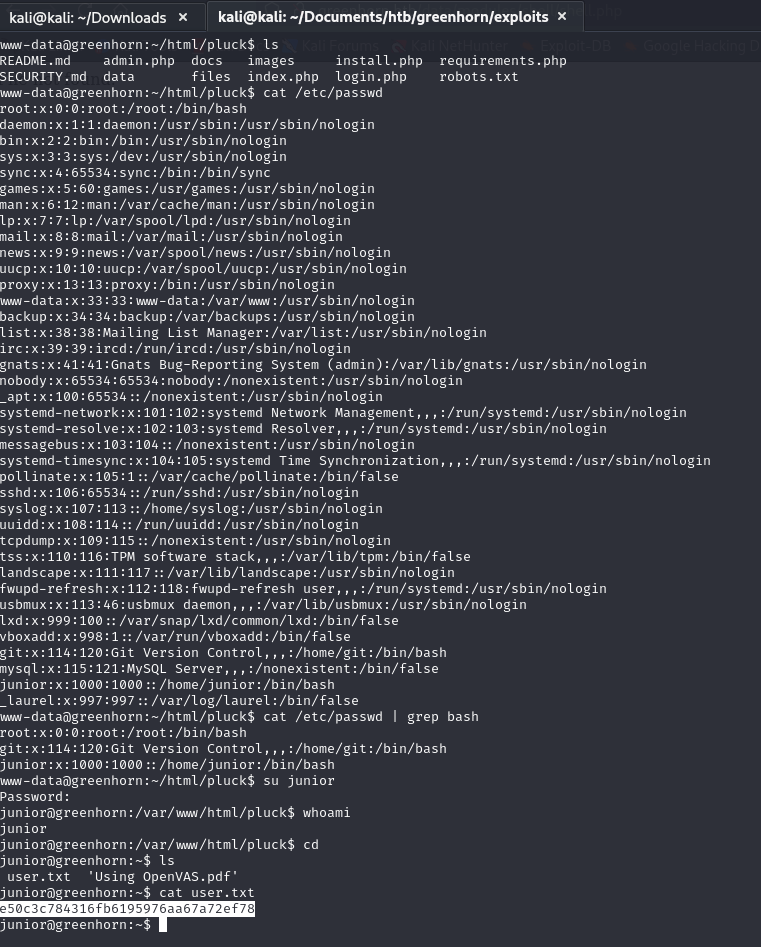 kali@kali: ~/Downloads × kali@kali: ~/Documents/htb/greenhorn/exploits ×
Kali Forums Kali NetHunter Exploit-DB Google Hacking D
www-data@greenhorn:~/html/pluck$ ls
README.md    admin.php  docs   images     install.php  requirements.php
SECURITY.md  data       files  index.php  login.php    robots.txt
www-data@greenhorn:~/html/pluck$ cat /etc/passwd
root:x:0:0:root:/root:/bin/bash
daemon:x:1:1:daemon:/usr/sbin:/usr/sbin/nologin
bin:x:2:2:bin:/bin:/usr/sbin/nologin
sys:x:3:3:sys:/dev:/usr/sbin/nologin
sync:x:4:65534:sync:/bin:/bin/sync
games:x:5:60:games:/usr/games:/usr/sbin/nologin
man:x:6:12:man:/var/cache/man:/usr/sbin/nologin
lp:x:7:7:lp:/var/spool/lpd:/usr/sbin/nologin
mail:x:8:8:mail:/var/mail:/usr/sbin/nologin
news:x:9:9:news:/var/spool/news:/usr/sbin/nologin
uucp:x:10:10:uucp:/var/spool/uucp:/usr/sbin/nologin
proxy:x:13:13:proxy:/bin:/usr/sbin/nologin
www-data:x:33:33:www-data:/var/www:/usr/sbin/nologin
backup:x:34:34:backup:/var/backups:/usr/sbin/nologin
list:x:38:38:Mailing List Manager:/var/list:/usr/sbin/nologin
irc:x:39:39:ircd:/run/ircd:/usr/sbin/nologin
gnats:x:41:41:Gnats Bug-Reporting System (admin):/var/lib/gnats:/usr/sbin/nologin
nobody:x:65534:65534:nobody:/nonexistent:/usr/sbin/nologin
_apt:x:100:65534::/nonexistent:/usr/sbin/nologin
systemd-network:x:101:102:systemd Network Management,,,:/run/systemd:/usr/sbin/nologin
systemd-resolve:x:102:103:systemd Resolver,,,:/run/systemd:/usr/sbin/nologin
messagebus:x:103:104::/nonexistent:/usr/sbin/nologin
systemd-timesync:x:104:105:systemd Time Synchronization,,,:/run/systemd:/usr/sbin/nologin
pollinate:x:105:1::/var/cache/pollinate:/bin/false
sshd:x:106:65534::/run/sshd:/usr/sbin/nologin
syslog:x:107:113::/home/syslog:/usr/sbin/nologin
uuidd:x:108:114::/run/uuidd:/usr/sbin/nologin
tcpdump:x:109:115::/nonexistent:/usr/sbin/nologin
tss:x:110:116:TPM software stack,,,:/var/lib/tpm:/bin/false
landscape:x:111:117::/var/lib/landscape:/usr/sbin/nologin
fwupd-refresh:x:112:118:fwupd-refresh user,,,:/run/systemd:/usr/sbin/nologin
usbmux:x:113:46:usbmux daemon,,,:/var/lib/usbmux:/usr/sbin/nologin
lxd:x:999:100::/var/snap/lxd/common/lxd:/bin/false
vboxadd:x:998:1::/var/run/vboxadd:/bin/false
git:x:114:120:Git Version Control,,,:/home/git:/bin/bash
mysql:x:115:121:MySQL Server,,,:/nonexistent:/bin/false
junior:x:1000:1000::/home/junior:/bin/bash
_laurel:x:997:997::/var/log/laurel:/bin/false
www-data@greenhorn:~/html/pluck$ cat /etc/passwd | grep bash
root:x:0:0:root:/root:/bin/bash
git:x:114:120:Git Version Control,,,:/home/git:/bin/bash
junior:x:1000:1000::/home/junior:/bin/bash
www-data@greenhorn:~/html/pluck$ su junior
Password:
junior@greenhorn:/var/www/html/pluck$ whoami
junior
junior@greenhorn:/var/www/html/pluck$ cd
junior@greenhorn:~$ ls
 user.txt  'Using OpenVAS.pdf'
junior@greenhorn:~$ cat user.txt
e50c3c784316fb6195976aa67a72ef78
junior@greenhorn:~$